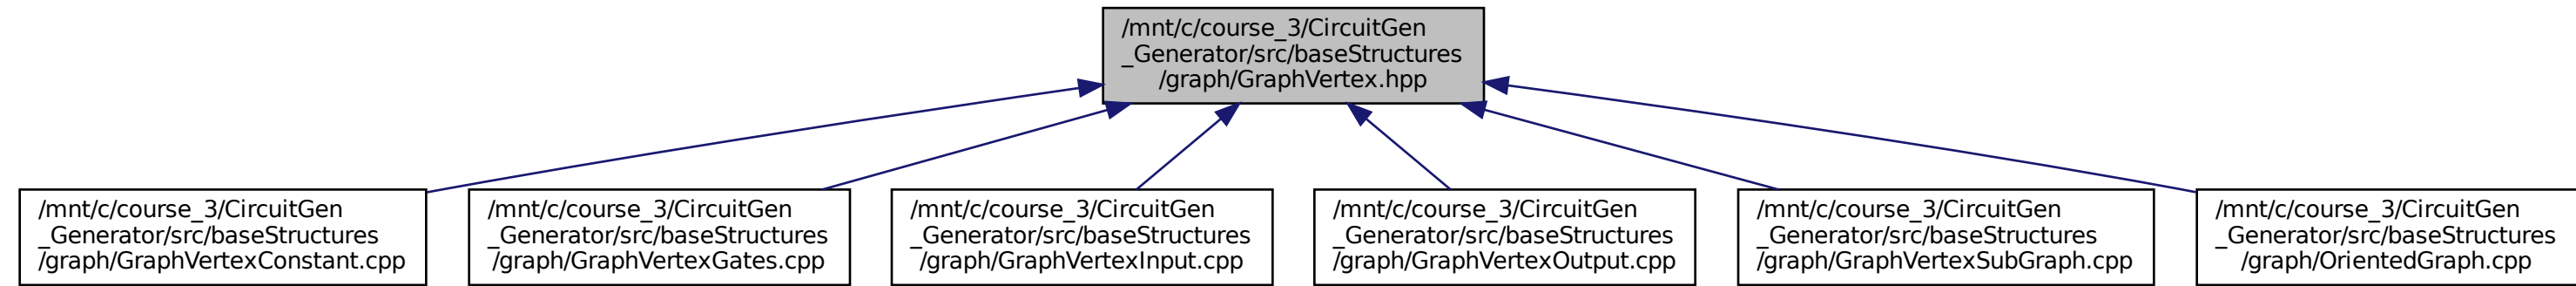 /mnt/c/course_3/CircuitGen
_Generator/src/baseStructures
/graph/GraphVertex.hpp
/mnt/c/course_3/CircuitGen
_Generator/src/baseStructures
/graph/GraphVertexConstant.cpp
/mnt/c/course_3/CircuitGen
_Generator/src/baseStructures
/graph/GraphVertexGates.cpp
/mnt/c/course_3/CircuitGen
_Generator/src/baseStructures
/graph/GraphVertexInput.cpp
/mnt/c/course_3/CircuitGen
_Generator/src/baseStructures
/graph/GraphVertexOutput.cpp
/mnt/c/course_3/CircuitGen
_Generator/src/baseStructures
/graph/GraphVertexSubGraph.cpp
/mnt/c/course_3/CircuitGen
_Generator/src/baseStructures
/graph/OrientedGraph.cpp